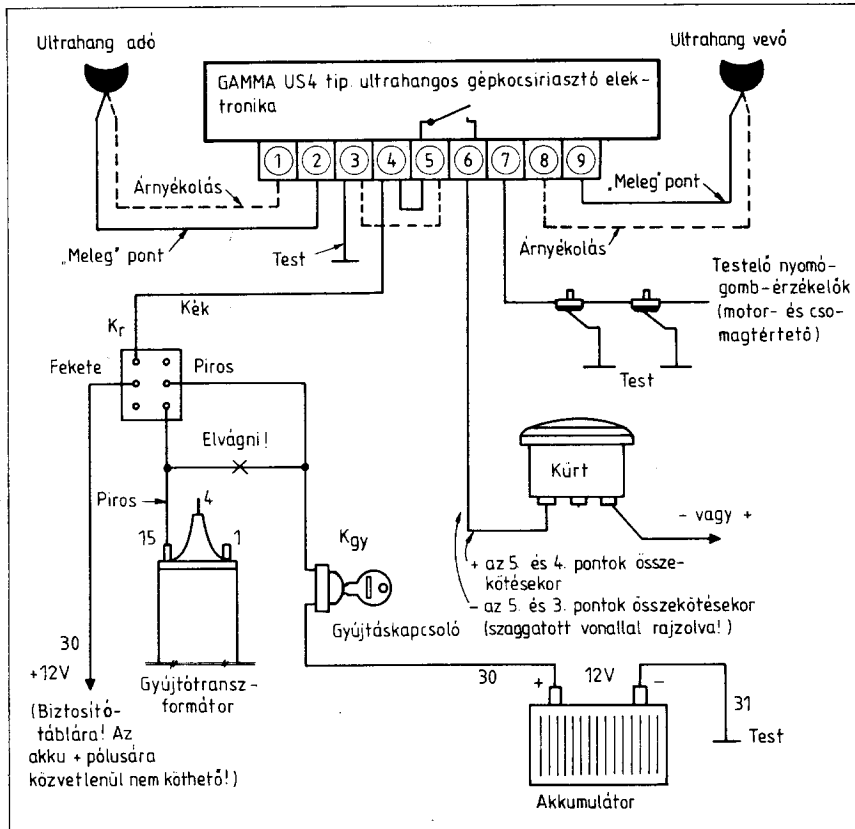 Ultrahang adó
Ultrahang vevő
GAMMA US4 tip. ultrahangos gépkocsiriasztó elek-
tronika
1 2 3 4 5 6 7 8 9
Árnyékolás
„Meleg" pont
Test
„Meleg" pont
Árnyékolás
Testelő nyomó-
gomb-érzékelők
(motor- és cso-
magtértető)
Test
Kék
Kr
Fekete
Piros
Elvágni!
Piros
4
15
1
Kgy
Gyújtáskapcsoló
Kürt
- vagy +
+ az 5. és 4. pontok össze-
kötésekor
- az 5. és 3. pontok összekötésekor
(szaggatott vonallal rajzolva!)
30
+12V
(Biztosító-
táblára! Az
akku + pólusára
közvetlenül nem köthető!)
Gyújtótransz-
formátor
30
+
12V
-
31
Test
Akkumulátor